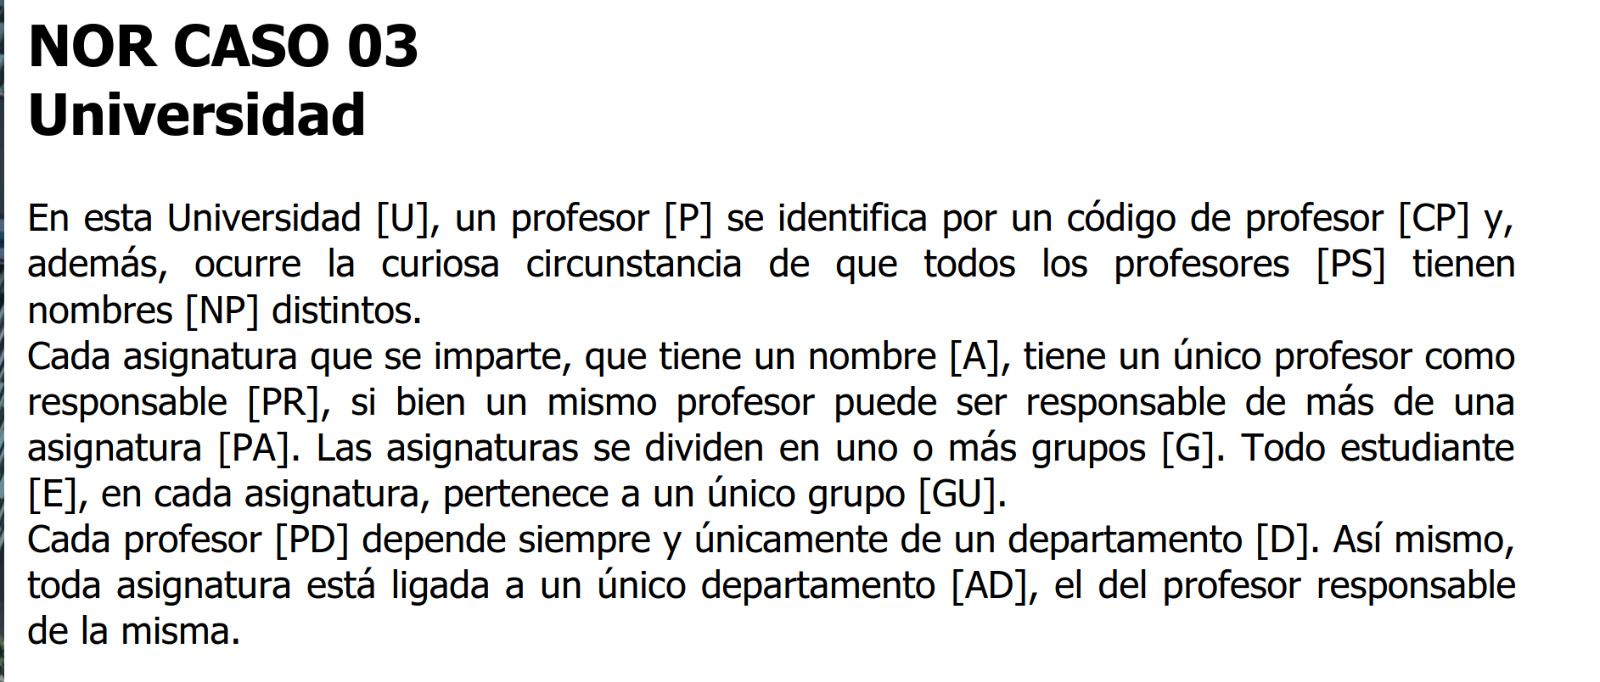 NOR CASO 03
Universidad
En esta Universidad [U], un profesor [P] se identifica por un código de profesor [CP] y,
además, ocurre la curiosa circunstancia de que todos los profesores [PS] tienen
nombres [NP] distintos.
Cada asignatura que se imparte, que tiene un nombre [A], tiene un único profesor como
responsable [PR], si bien un mismo profesor puede ser responsable de más de una
asignatura [PA]. Las asignaturas se dividen en uno o más grupos [G]. Todo estudiante
[E], en cada asignatura, pertenece a un único grupo [GU].
Cada profesor [PD] depende siempre y únicamente de un departamento [D]. Así mismo,
toda asignatura está ligada a un único departamento [AD], el del profesor responsable
de la misma.